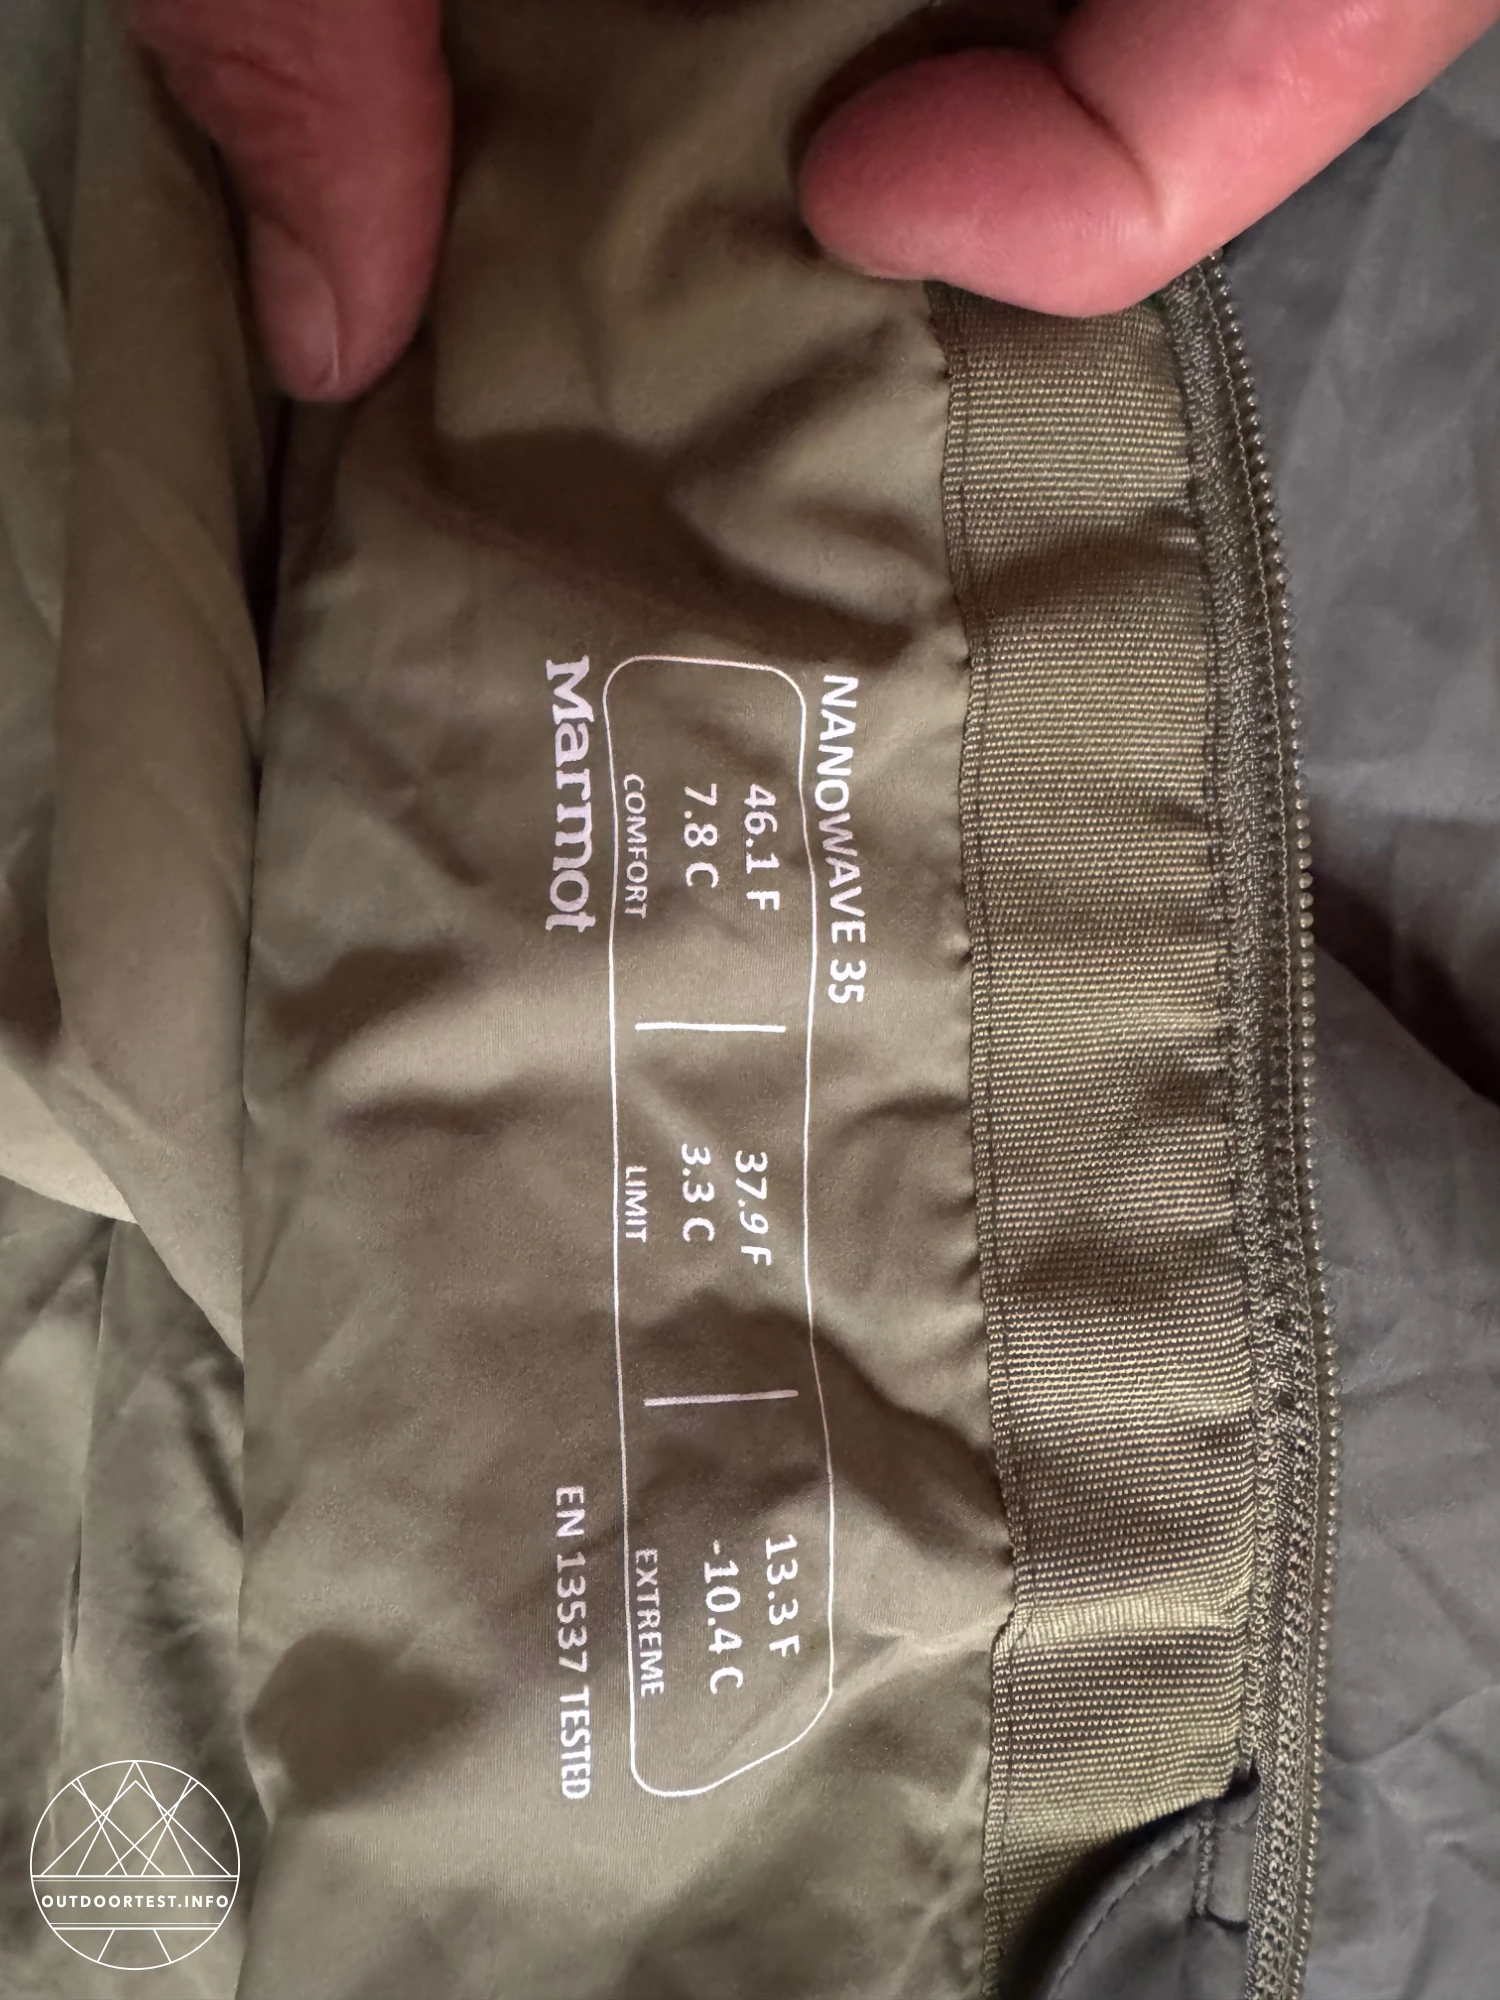 NANOWAVE 35
46.1 F
7.8 C
COMFORT
37.9 F
3.3 C
LIMIT
13.3 F
-10.4 C
EXTREME
Marmot
EN 13537 TESTED
OUTDOORTEST.INFO